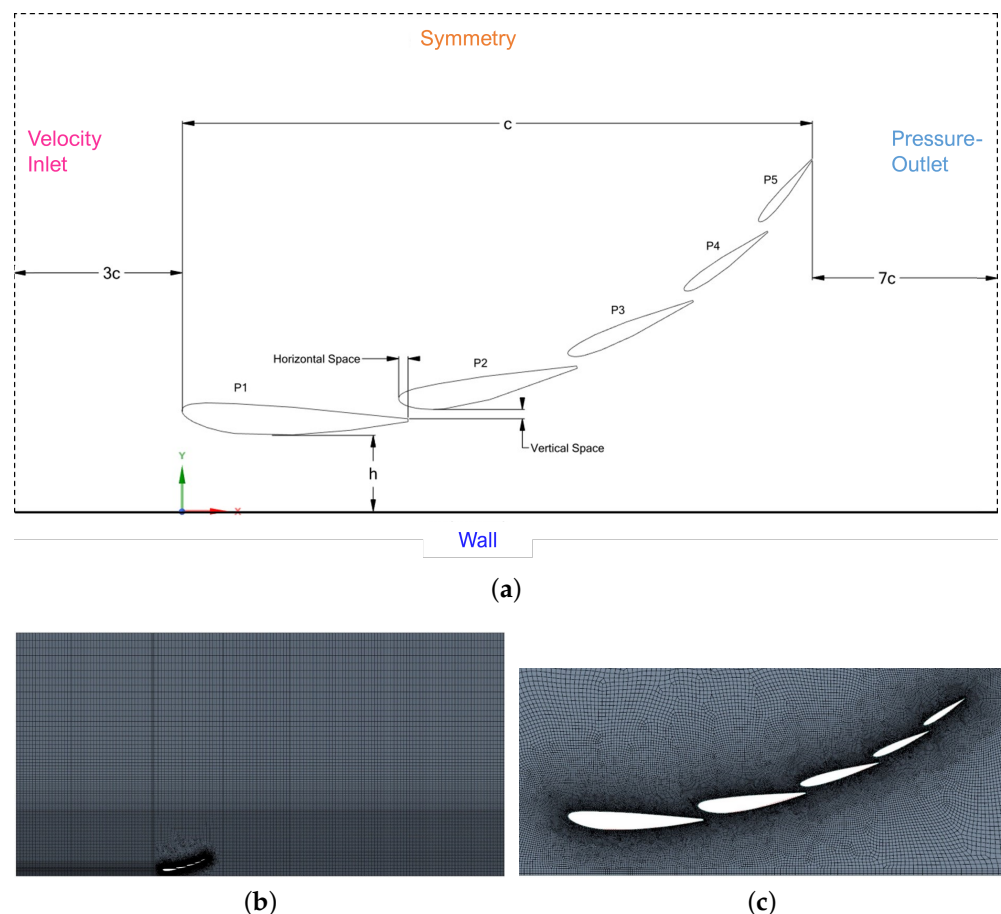 Symmetry
c
Velocity
Inlet
Pressure-
Outlet
P5
P4
3c
7c
P3
Horizontal Space
P2
P1
Vertical Space
Y
h
X
Wall
(a)
(b)
(c)